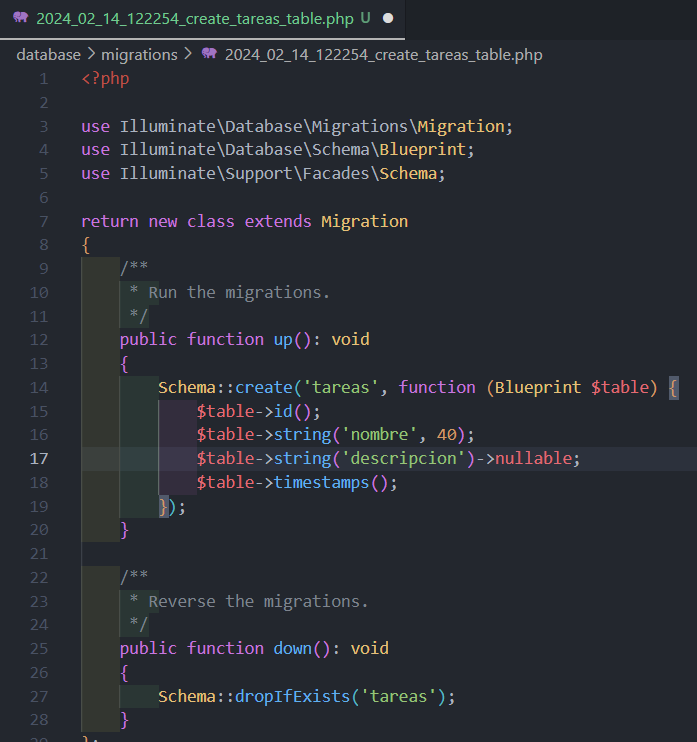 2024_02_14_122254_create_tareas_table.php U
database > migrations > 2024_02_14_122254_create_tareas_table.php
1 <?php
2
3 use Illuminate\Database\Migrations\Migration;
4 use Illuminate\Database\Schema\Blueprint;
5 use Illuminate\Support\Facades\Schema;
6
7 return new class extends Migration
8 {
9 /**
10 * Run the migrations.
11 */
12 public function up(): void
13 {
14 Schema::create('tareas', function (Blueprint $table) {
15 $table->id();
16 $table->string('nombre', 40);
17 $table->string('descripcion')->nullable;
18 $table->timestamps();
19 });
20 }
21
22 /**
23 * Reverse the migrations.
24 */
25 public function down(): void
26 {
27 Schema::dropIfExists('tareas');
28 }
29 };